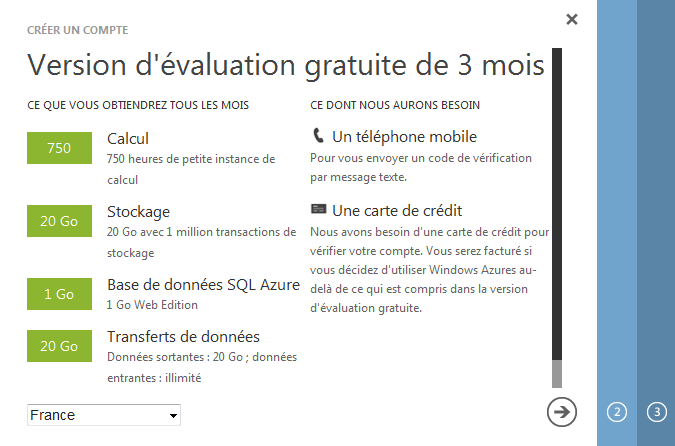 CRÉER UN COMPTE
Version d'évaluation gratuite de 3 mois
CE QUE VOUS OBTIENDREZ TOUS LES MOIS
750
Calcul
750 heures de petite instance de
calcul
20 Go
Stockage
20 Go avec 1 million transactions de
stockage
1 Go
Base de données SQL Azure
1 Go Web Edition
20 Go
Transferts de données
Données sortantes : 20 Go ; données
entrantes : illimité
CE DONT NOUS AURONS BESOIN
Un téléphone mobile
Pour vous envoyer un code de vérification
par message texte.
Une carte de crédit
Nous avons besoin d'une carte de crédit pour
vérifier votre compte. Vous serez facturé si
vous décidez d'utiliser Windows Azures au-
delà de ce qui est compris dans la version
d'évaluation gratuite.
France
2
3